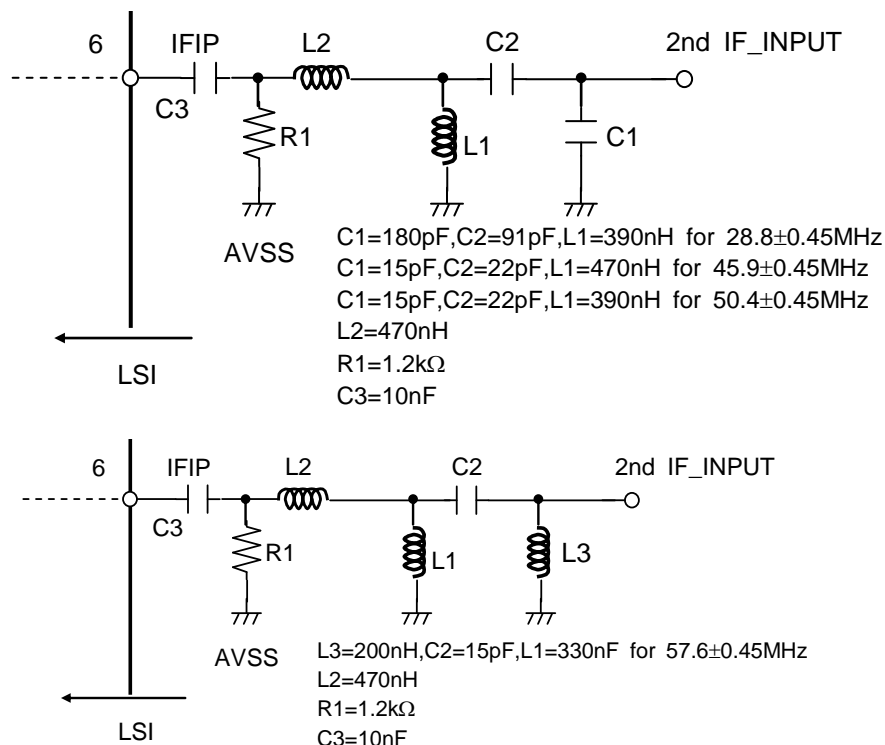 6 IFIP L2 C2 2nd IF_INPUT
C3 R1 L1 C1
AVSS
C1=180pF,C2=91pF,L1=390nH for 28.8±0.45MHz
C1=15pF,C2=22pF,L1=470nH for 45.9±0.45MHz
C1=15pF,C2=22pF,L1=390nH for 50.4±0.45MHz
L2=470nH
R1=1.2kΩ
C3=10nF
LSI
6 IFIP L2 C2 2nd IF_INPUT
C3 R1 L1 L3
AVSS
L3=200nH,C2=15pF,L1=330nF for 57.6±0.45MHz
L2=470nH
R1=1.2kΩ
C3=10nF
LSI